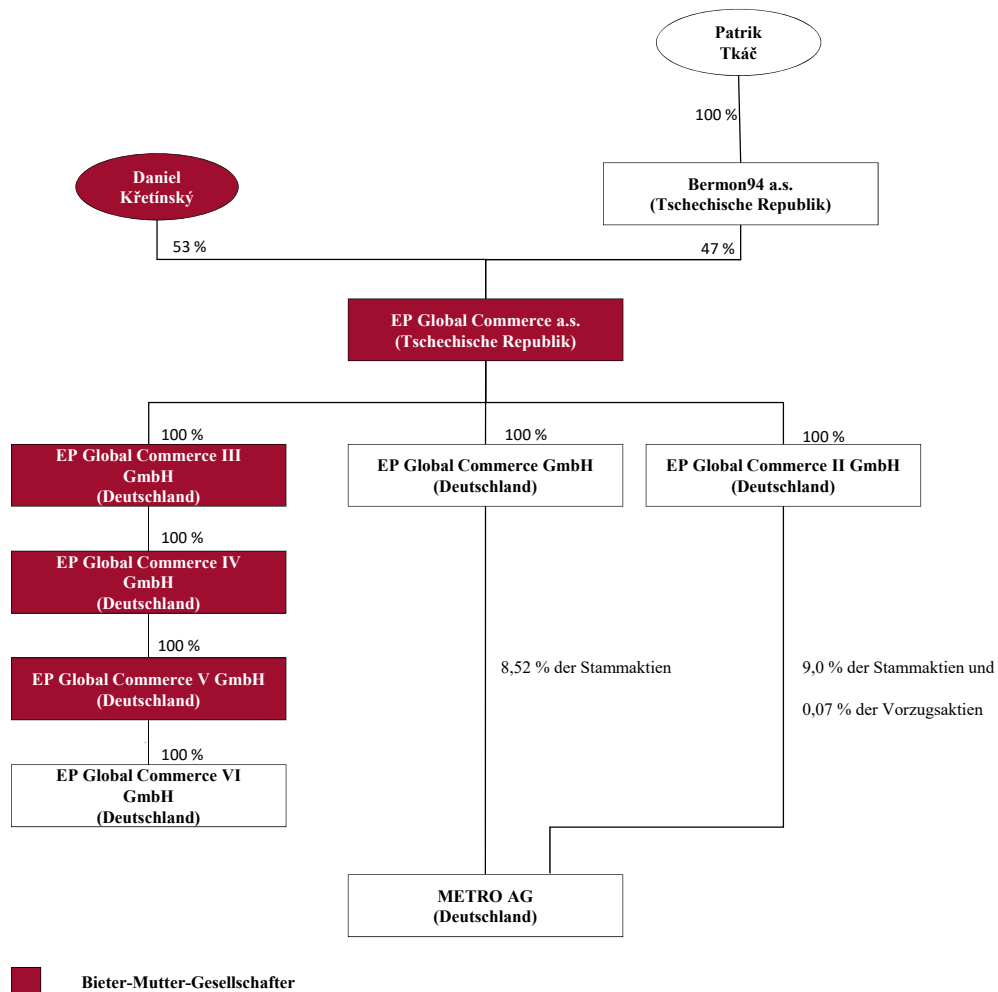 Patrik
Tkáč
100 %
Daniel
Křetínský
Bermon94 a.s.
(Tschechische Republik)
53 %
47 %
EP Global Commerce a.s.
(Tschechische Republik)
100 %
100 %
100 %
EP Global Commerce III
GmbH
(Deutschland)
EP Global Commerce GmbH
(Deutschland)
EP Global Commerce II GmbH
(Deutschland)
100 %
EP Global Commerce IV
GmbH
(Deutschland)
100 %
8,52 % der Stammaktien
9,0 % der Stammaktien und
0,07 % der Vorzugsaktien
EP Global Commerce V GmbH
(Deutschland)
100 %
EP Global Commerce VI
GmbH
(Deutschland)
METRO AG
(Deutschland)
Bieter-Mutter-Gesellschafter